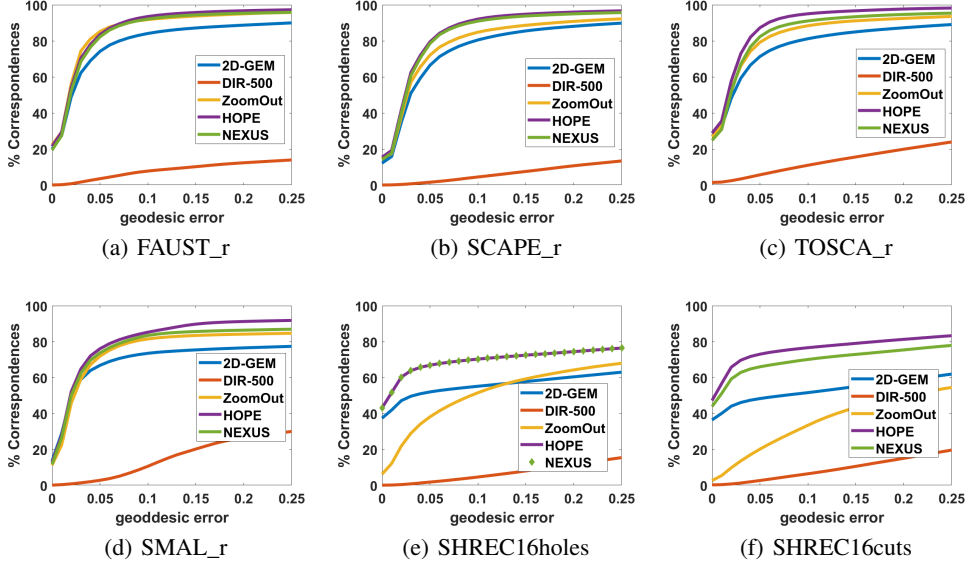 100
80
60
40
20
0
% Correspondences
2D-GEM
DIR-500
ZoomOut
HOPE
NEXUS
0 0.05 0.1 0.15 0.2 0.25
geodesic error
(a) FAUST_r
100
80
60
40
20
0
% Correspondences
2D-GEM
DIR-500
ZoomOut
HOPE
NEXUS
0 0.05 0.1 0.15 0.2 0.25
geodesic error
(b) SCAPE_r
100
80
60
40
20
0
% Correspondences
2D-GEM
DIR-500
ZoomOut
HOPE
NEXUS
0 0.05 0.1 0.15 0.2 0.25
geodesic error
(c) TOSCA_r
100
80
60
40
20
0
% Correspondences
2D-GEM
DIR-500
ZoomOut
HOPE
NEXUS
0 0.05 0.1 0.15 0.2 0.25
geoddesic error
(d) SMAL_r
100
80
60
40
20
0
% Correspondences
2D-GEM
DIR-500
ZoomOut
HOPE
NEXUS
0 0.05 0.1 0.15 0.2 0.25
geodesic error
(e) SHREC16holes
100
80
60
40
20
0
% Correspondences
2D-GEM
DIR-500
ZoomOut
HOPE
NEXUS
0 0.05 0.1 0.15 0.2 0.25
geodesic error
(f) SHREC16cuts